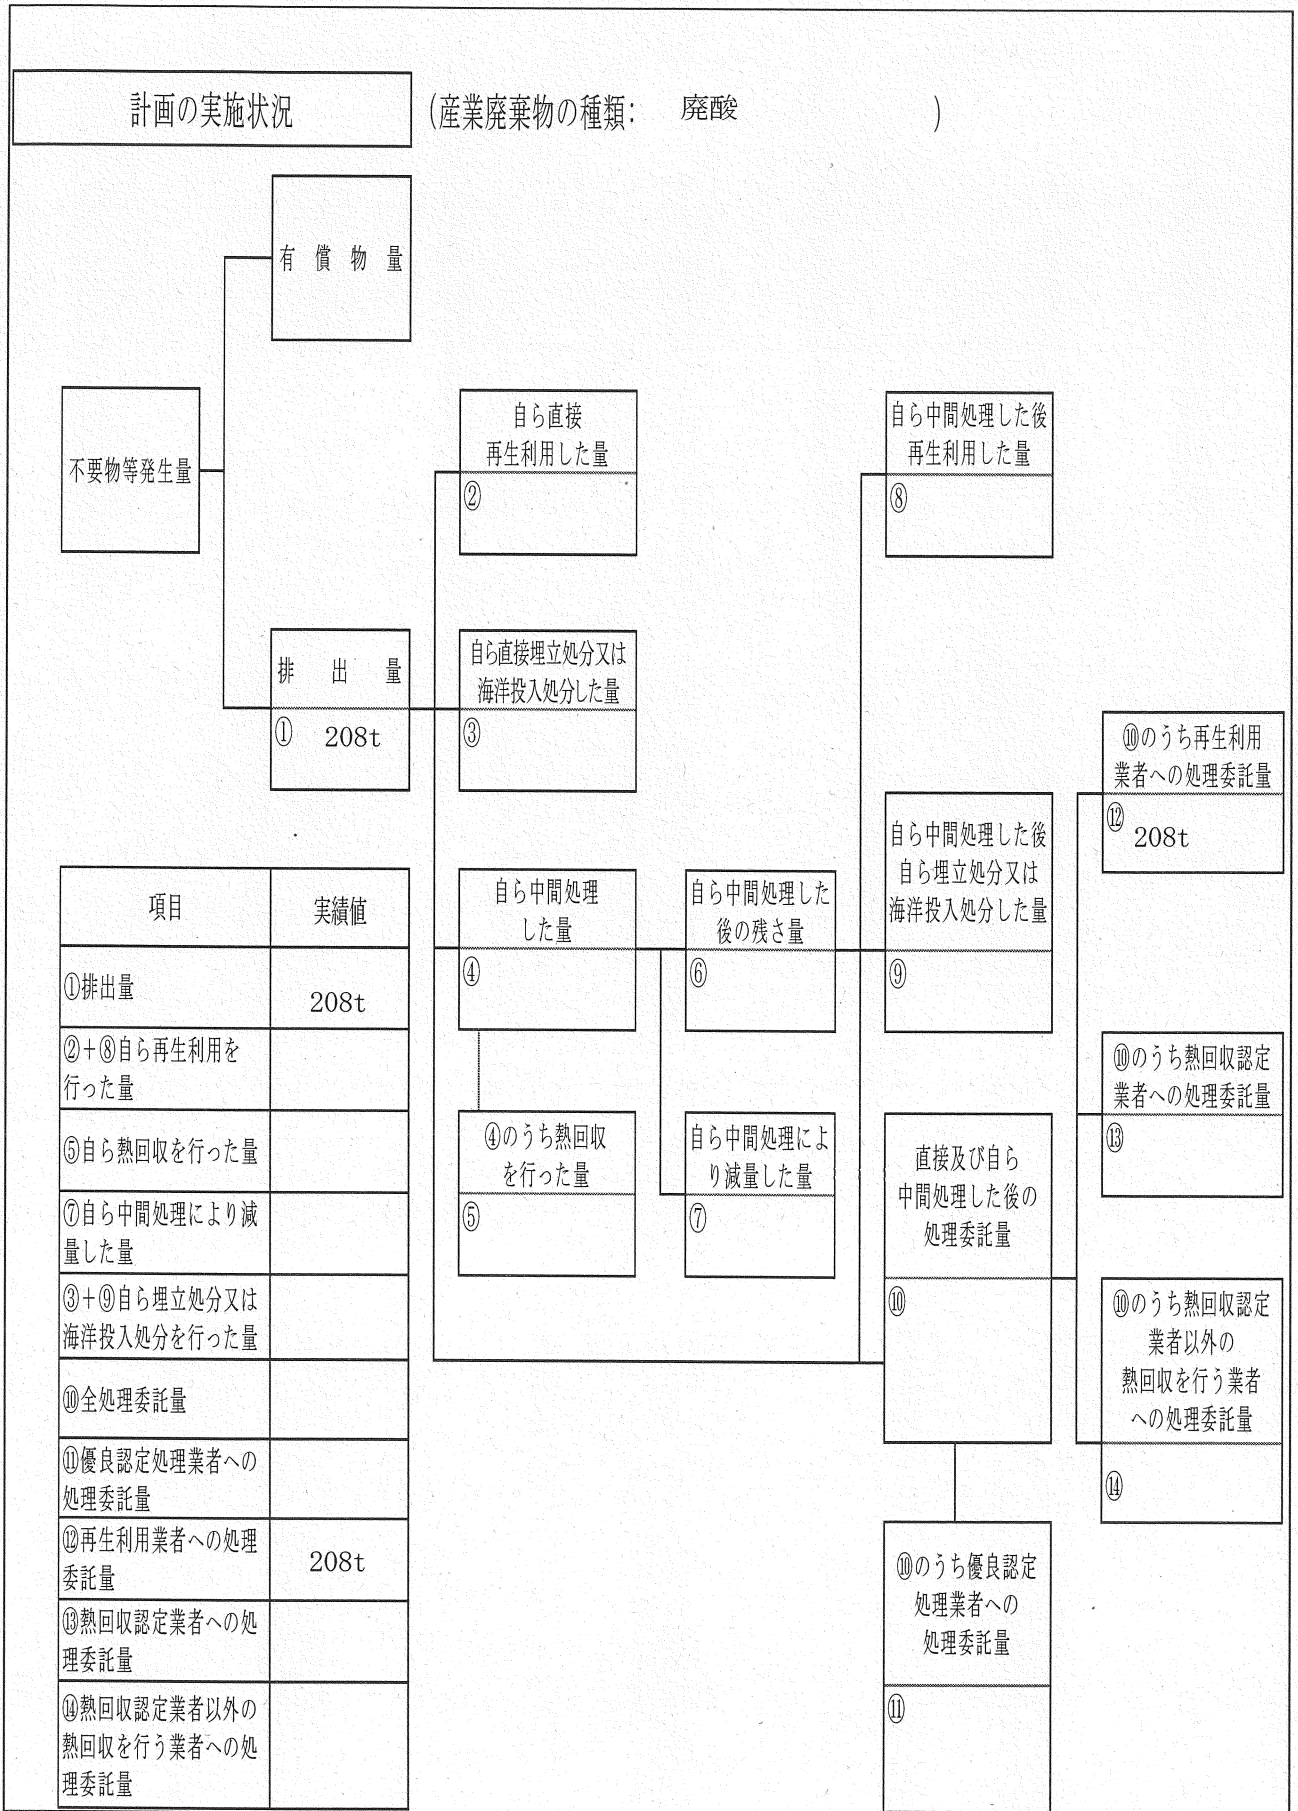 計画の実施状況
(産業廃棄物の種類: 廃酸 )
有償物量
不要物等発生量
自ら直接
再生利用した量
②
自ら中間処理した後
再生利用した量
⑧
排出量
① 208t
自ら直接埋立処分又は
海洋投入処分した量
③
⑩のうち再生利用
業者への処理委託量
⑫ 208t
自ら中間処理した後
自ら埋立処分又は
海洋投入処分した量
⑨
自ら中間処理
した量
④
自ら中間処理した
後の残さ量
⑥
⑩のうち熱回収認定
業者への処理委託量
⑬
④のうち熱回収
を行った量
⑤
自ら中間処理によ
り減量した量
⑦
直接及び自ら
中間処理した後の
処理委託量
⑩
⑩のうち熱回収認定
業者以外の
熱回収を行う業者
への処理委託量
⑭
⑩のうち優良認定
処理業者への
処理委託量
⑪
項目 実績値
①排出量 208t
②+⑧自ら再生利用を
行った量
⑤自ら熱回収を行った量
⑦自ら中間処理により減
量した量
③+⑨自ら埋立処分又は
海洋投入処分を行った量
⑩全処理委託量
⑪優良認定処理業者への
処理委託量
⑫再生利用業者への処理
委託量 208t
⑬熱回収認定業者への処
理委託量
⑭熱回収認定業者以外の
熱回収を行う業者への処
理委託量